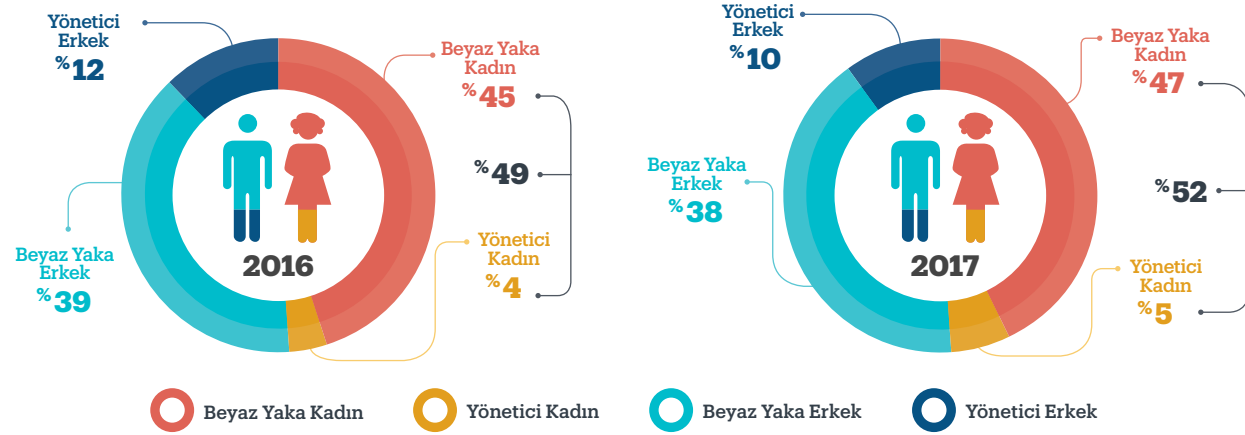 Yönetici
Erkek
%12
Beyaz Yaka
Kadın
%45
%49
Beyaz Yaka
Erkek
%39
Yönetici
Kadın
%4
2016
Yönetici
Erkek
%10
Beyaz Yaka
Kadın
%47
Beyaz Yaka
Erkek
%38
%52
Yönetici
Kadın
%5
2017
Beyaz Yaka Kadın
Yönetici Kadın
Beyaz Yaka Erkek
Yönetici Erkek